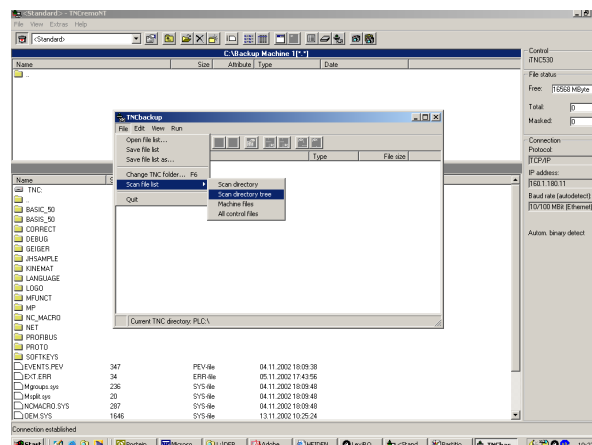 <Standard> - TNCremoNT
File View Extras Help
<Standard>
C:\Backup Machine 1[*.*]
Name Size Attribute Type Date
..
Control
iTNC530
File status
Free: 16568 MByte
Total: 0
Masked: 0
Connection
Protocol:
TCP/IP
IP address:
160.1.180.11
Baud rate (autodetect)
10/100 MBit (Ethernet)
Autom. binary detect
TNCbackup
File Edit View Run
Open file list...
Save file list
Save file list as...
Change TNC folder... F6
Scan file list
Quit
Type File size
Scan directory
Scan directory tree
Machine files
All control files
Current TNC directory: PLC:\
Name
TNC:
..
BASIC_50
BASIS_50
CORRECT
DEBUG
GEIGER
JHSAMPLE
KINEMAT
LANGUAGE
LOGO
MFUNCT
MP
NC_MACRO
NET
PROFIBUS
PROTO
SOFTKEYS
EVENTS.PEV 347 PEV-file 04.11.2002 18:09:38
EXT.ERR 34 ERR-file 05.11.2002 17:43:56
Mgroups.sys 236 SYS-file 04.11.2002 18:09:48
Msplit.sys 20 SYS-file 04.11.2002 18:09:48
NCMACRO.SYS 287 SYS-file 04.11.2002 18:09:48
OEM.SYS 1646 SYS-file 13.11.2002 10:25:24
Connection established
Start Postein... Microso... Adobe... HEIDEN... <Stand... Partitio... TNCbac...